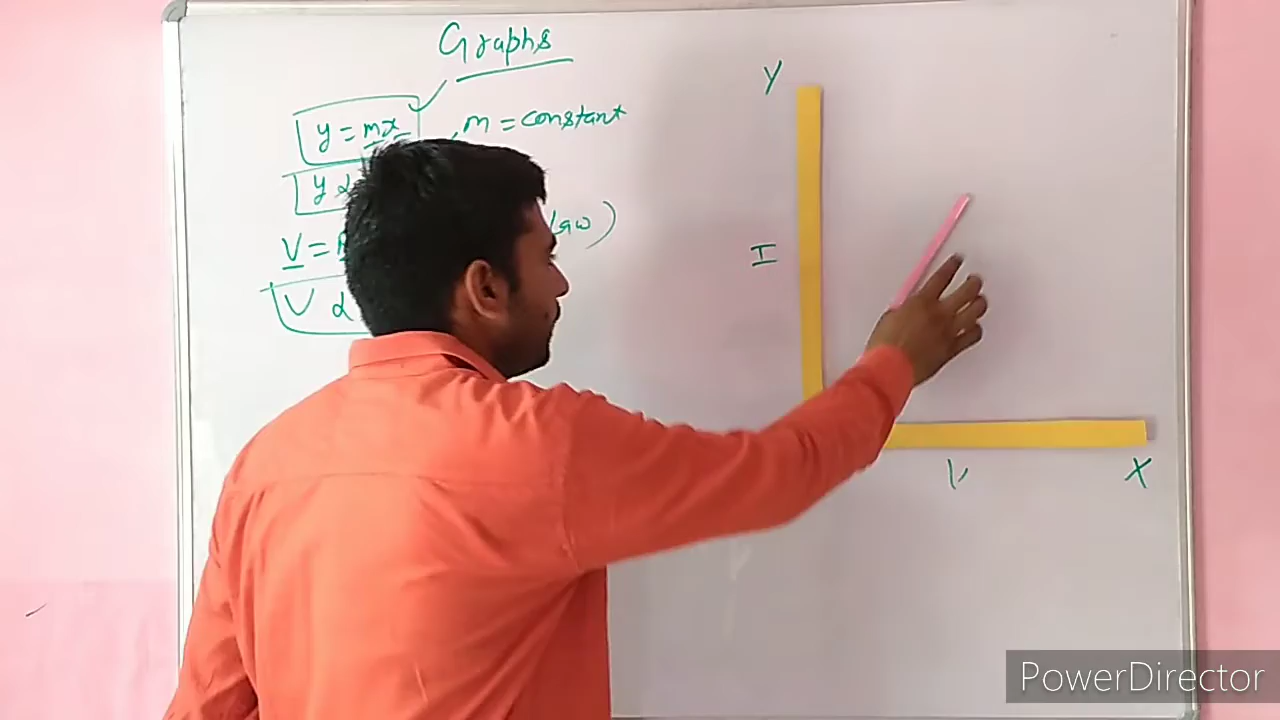 Graphs
y = mx
m = constant
y α
V =
law)
V α
Y
I
V
X
PowerDirector